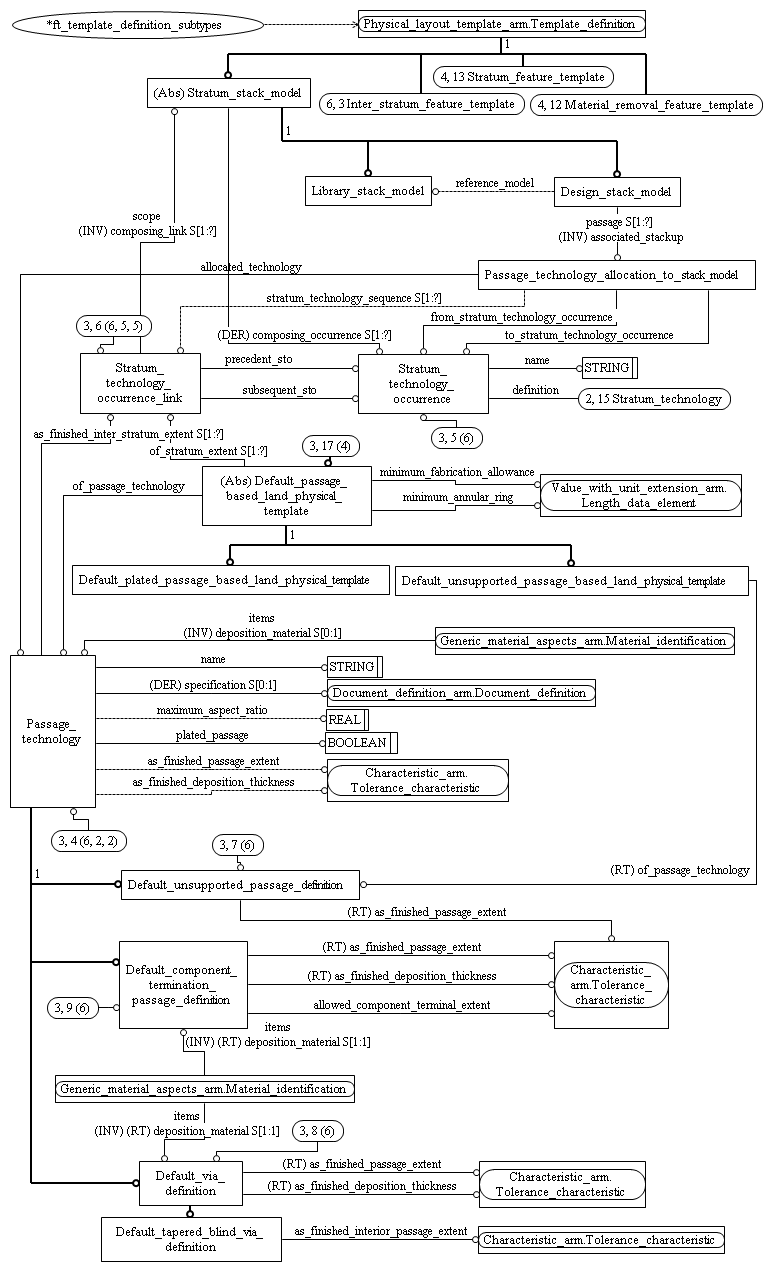 *ft_template_definition_subtypes
Physical_layout_template_arm.Template_definition
1
4, 13 Stratum_feature_template
(Abs) Stratum_stack_model
6, 3 Inter_stratum_feature_template
4, 12 Material_removal_feature_template
1
Library_stack_model
reference_model
Design_stack_model
scope
(INV) composing_link S[1:?]
passage S[1:?]
(INV) associated_stackup
allocated_technology
Passage_technology_allocation_to_stack_model
stratum_technology_sequence S[1:?]
3, 6 (6, 5, 5)
from_stratum_technology_occurrence
(DER) composing_occurrence S[1:?]
to_stratum_technology_occurrence
Stratum_
technology_
occurrence_link
precedent_sto
subsequent_sto
Stratum_
technology_
occurrence
name
STRING
definition
2, 15 Stratum_technology
as_finished_inter_stratum_extent S[1:?]
of_stratum_extent S[1:?]
3, 17 (4)
3, 5 (6)
of_passage_technology
(Abs) Default_passage_
based_land_physical_
template
minimum_fabrication_allowance
minimum_annular_ring
Value_with_unit_extension_arm.
Length_data_element
1
Default_plated_passage_based_land_physical_template
Default_unsupported_passage_based_land_physical_template
items
(INV) deposition_material S[0:1]
Generic_material_aspects_arm.Material_identification
Passage_
technology
name
STRING
(DER) specification S[0:1]
Document_definition_arm.Document_definition
maximum_aspect_ratio
REAL
plated_passage
BOOLEAN
as_finished_passage_extent
as_finished_deposition_thickness
Characteristic_arm.
Tolerance_characteristic
3, 4 (6, 2, 2)
3, 7 (6)
1
Default_unsupported_passage_definition
(RT) of_passage_technology
(RT) as_finished_passage_extent
Default_component_
termination_
passage_definition
(RT) as_finished_passage_extent
(RT) as_finished_deposition_thickness
allowed_component_terminal_extent
Characteristic_
arm.Tolerance_
characteristic
3, 9 (6)
items
(INV) (RT) deposition_material S[1:1]
Generic_material_aspects_arm.Material_identification
items
(INV) (RT) deposition_material S[1:1]
3, 8 (6)
Default_via_
definition
(RT) as_finished_passage_extent
(RT) as_finished_deposition_thickness
Characteristic_arm.
Tolerance_characteristic
Default_tapered_blind_via_
definition
as_finished_interior_passage_extent
Characteristic_arm.Tolerance_characteristic